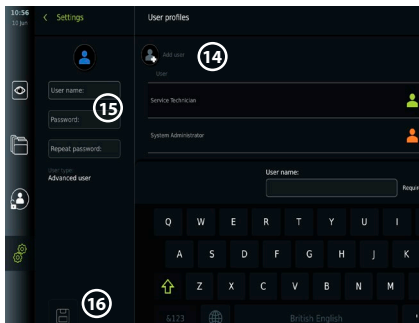 10:56
10 Jun
Settings
User profiles
Add user
14
User
User name:
15
Service Technician
Password:
System Administrator
Repeat password:
User type:
Advanced user
User name:
Q W E R T Y U I
A S D F G H J K
Z X C V B N M
16
&123
British English